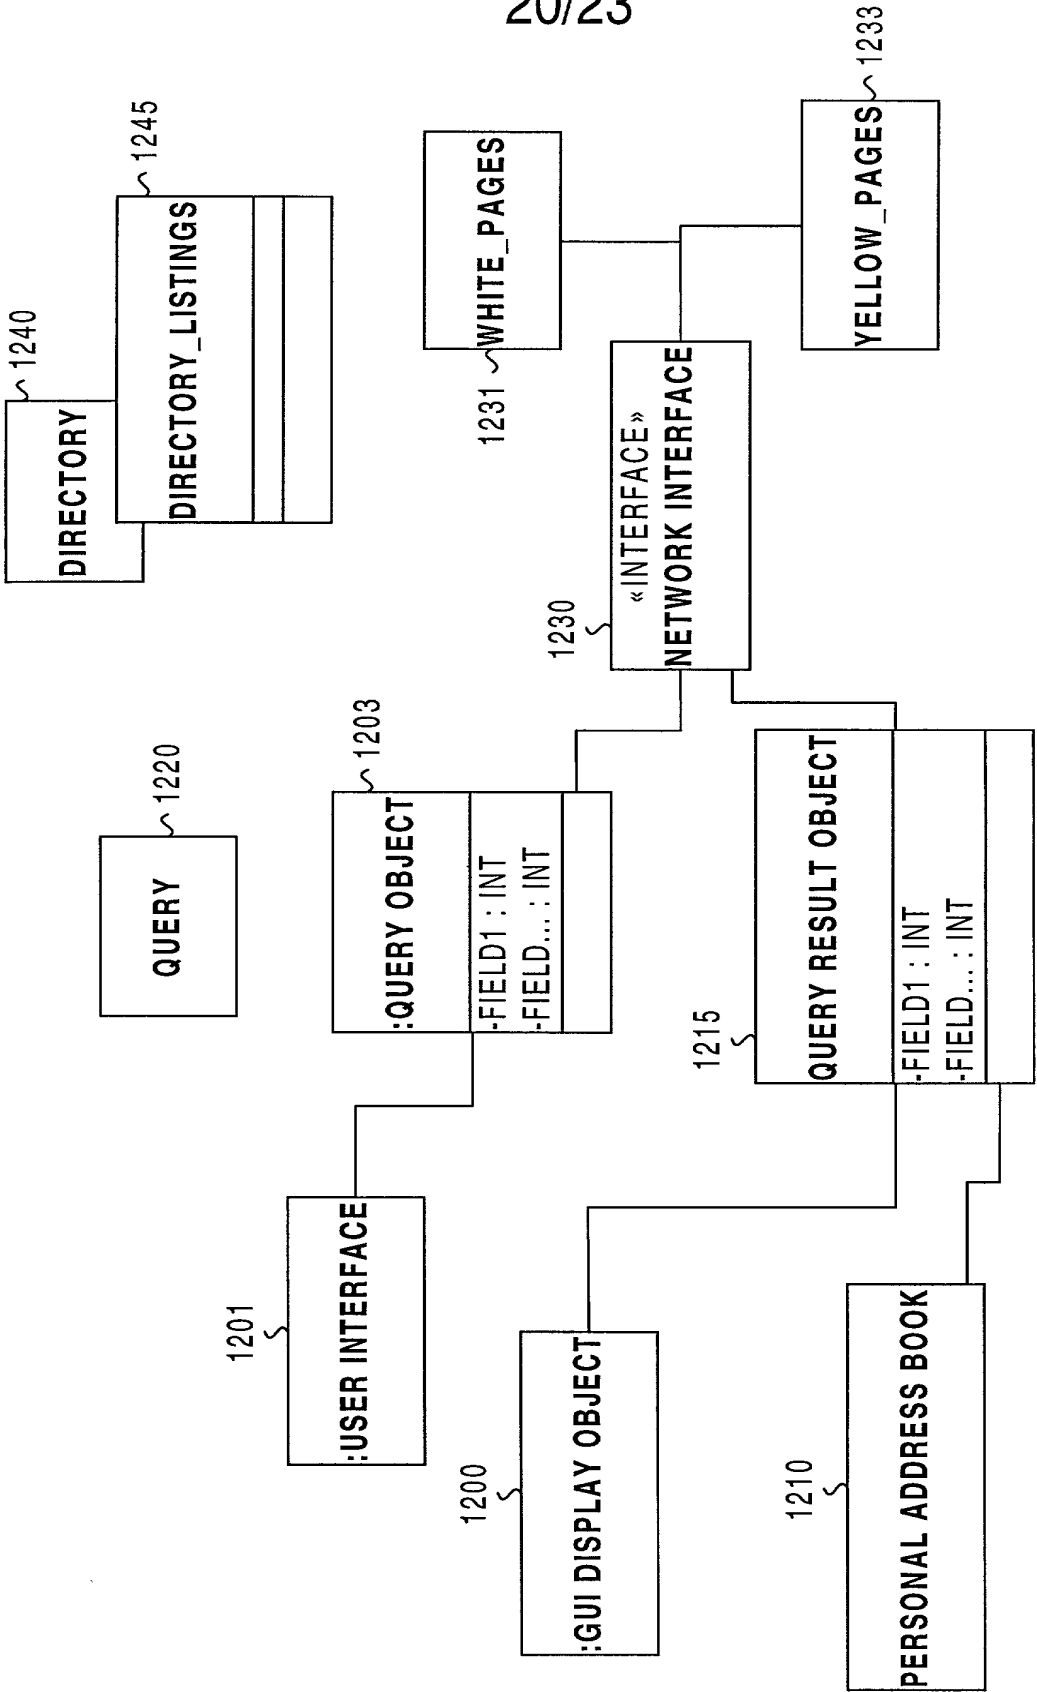 20/23
DIRECTORY
1240
DIRECTORY_LISTINGS
1245
QUERY
1220
1201
:USER INTERFACE
:QUERY OBJECT
1203
-FIELD1 : INT
-FIELD... : INT
1230
«INTERFACE»
NETWORK INTERFACE
1231
WHITE_PAGES
YELLOW_PAGES
1233
1200
:GUI DISPLAY OBJECT
1215
QUERY RESULT OBJECT
-FIELD1 : INT
-FIELD... : INT
1210
PERSONAL ADDRESS BOOK